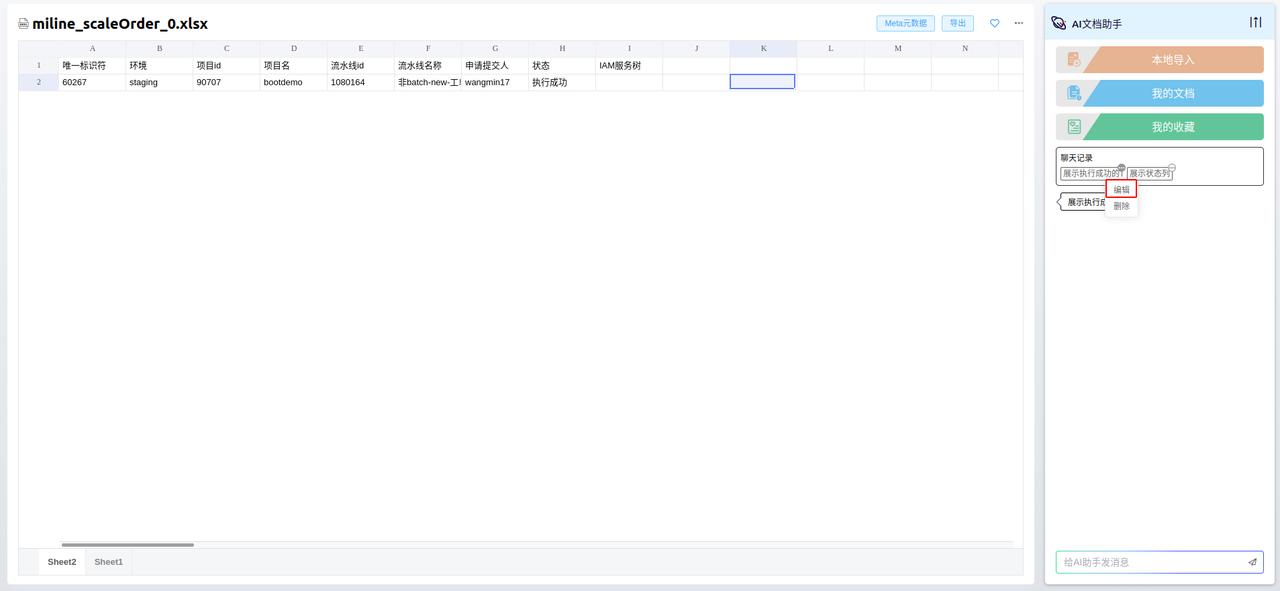 miline_scaleOrder_0.xlsx
Meta元数据 导出
A B C D E F G H I J K L M N
1 唯一标识符 环境 项目id 项目名 流水线id 流水线名称 申请提交人 状态 IAM服务树
2 60267 staging 90707 bootdemo 1080164 非batch-new-工 wangmin17 执行成功
Sheet2 Sheet1
AI文档助手
本地导入
我的文档
我的收藏
聊天记录
展示执行成功的 展示状态列
编辑
展示执行成
删除
给AI助手发消息